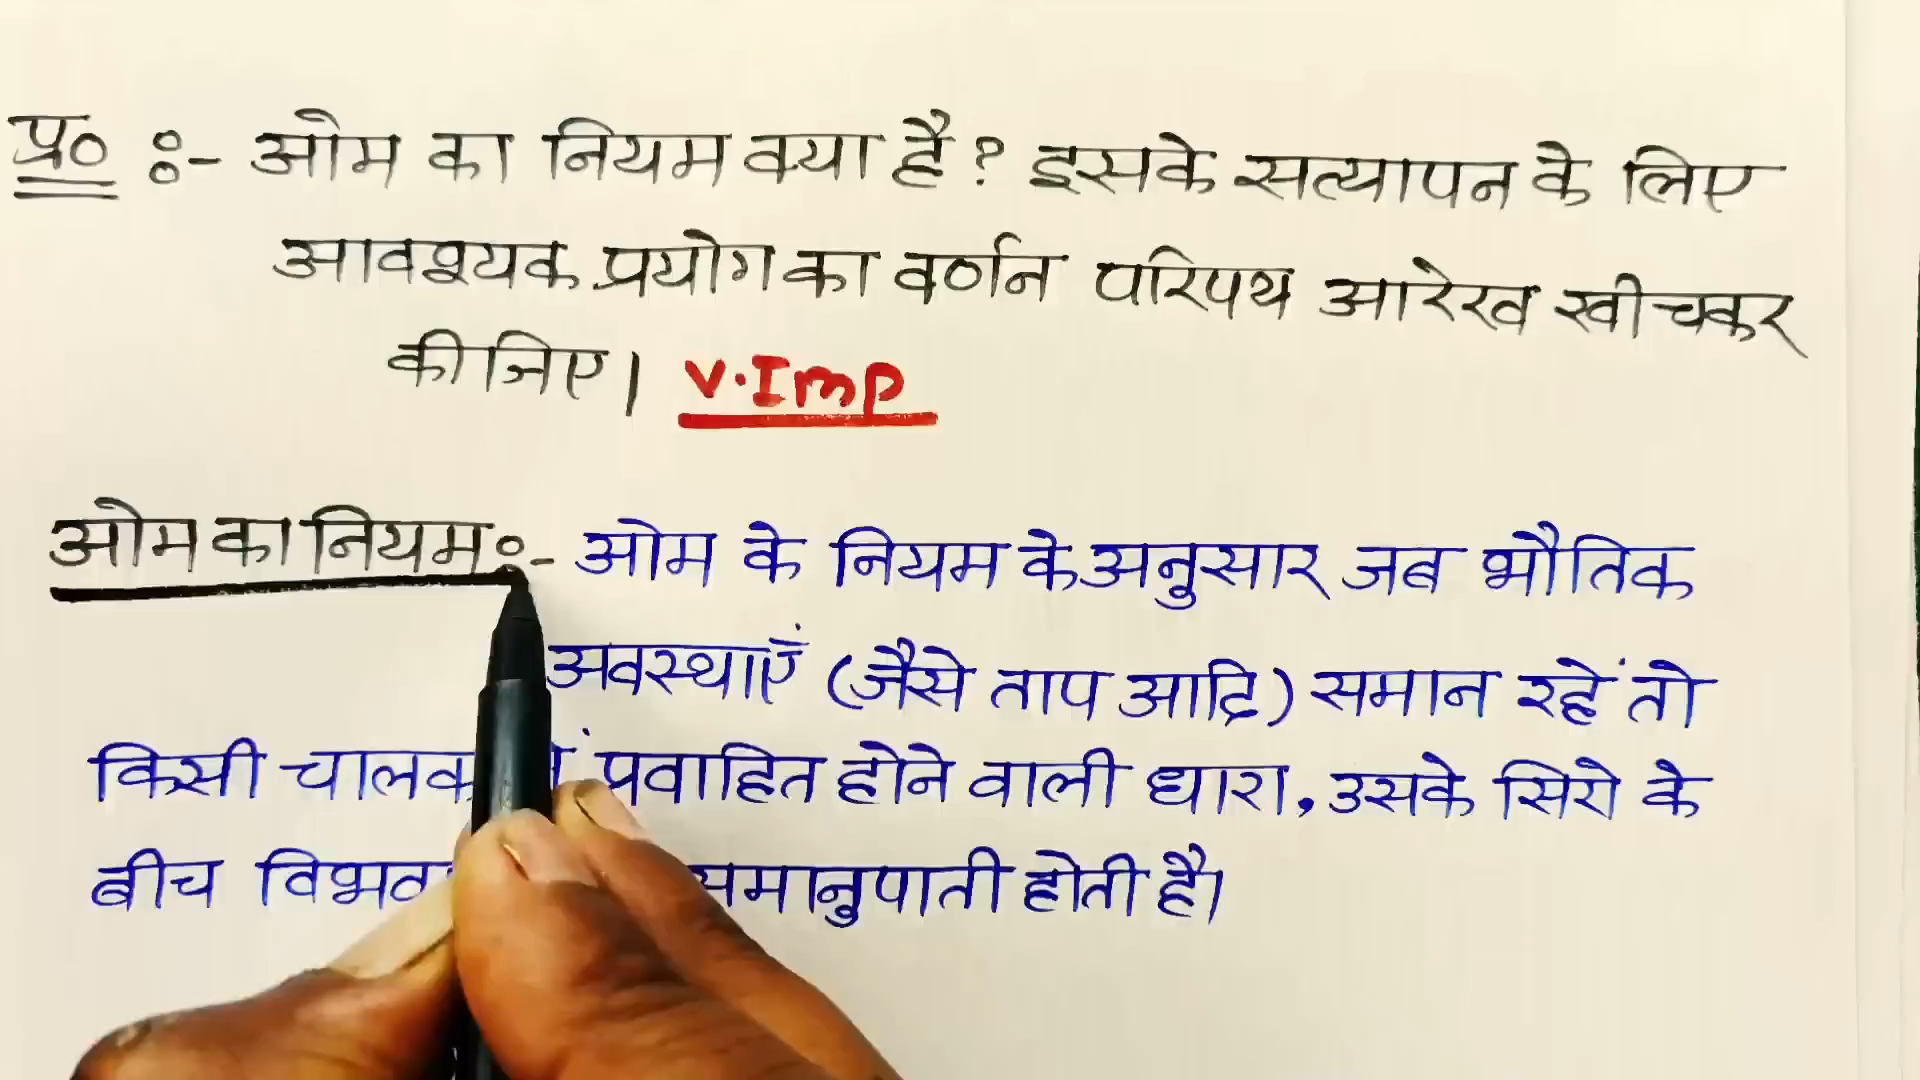 प्र० :- ओम का नियम क्या है? इसके सत्यापन के लिए
आवश्यक प्रयोग का वर्णन परिपथ आरेख खीचकर
कीजिए। V.Imp
ओम का नियम:- ओम के नियम के अनुसार जब भौतिक
अवस्थाएं (जैसे ताप आदि) समान रहें तो
किसी चालक प्रवाहित होने वाली धारा, उसके सिरो के
बीच समानुपाती होती है।